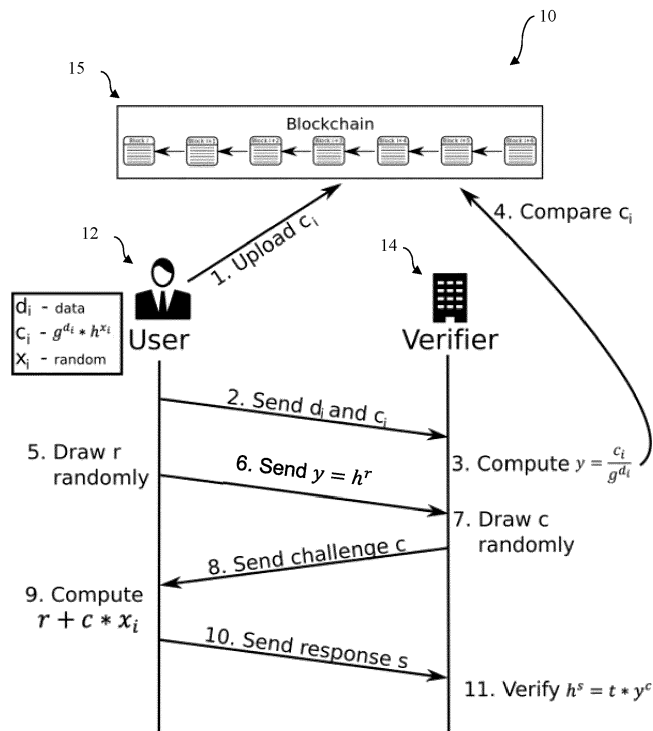 10
15
Blockchain
Block i
Block i+1
Block i+2
Block i+3
Block i+4
Block i+5
Block i+6
4. Compare cᵢ
12
1. Upload cᵢ
14
dᵢ - data
cᵢ - g^{dᵢ} * h^{xᵢ}
xᵢ - random
User
Verifier
2. Send dᵢ and cᵢ
3. Compute y = cᵢ / g^{dᵢ}
5. Draw r
randomly
6. Send y = h^r
7. Draw c
randomly
8. Send challenge c
9. Compute
r + c * xᵢ
10. Send response s
11. Verify h^s = t * y^c